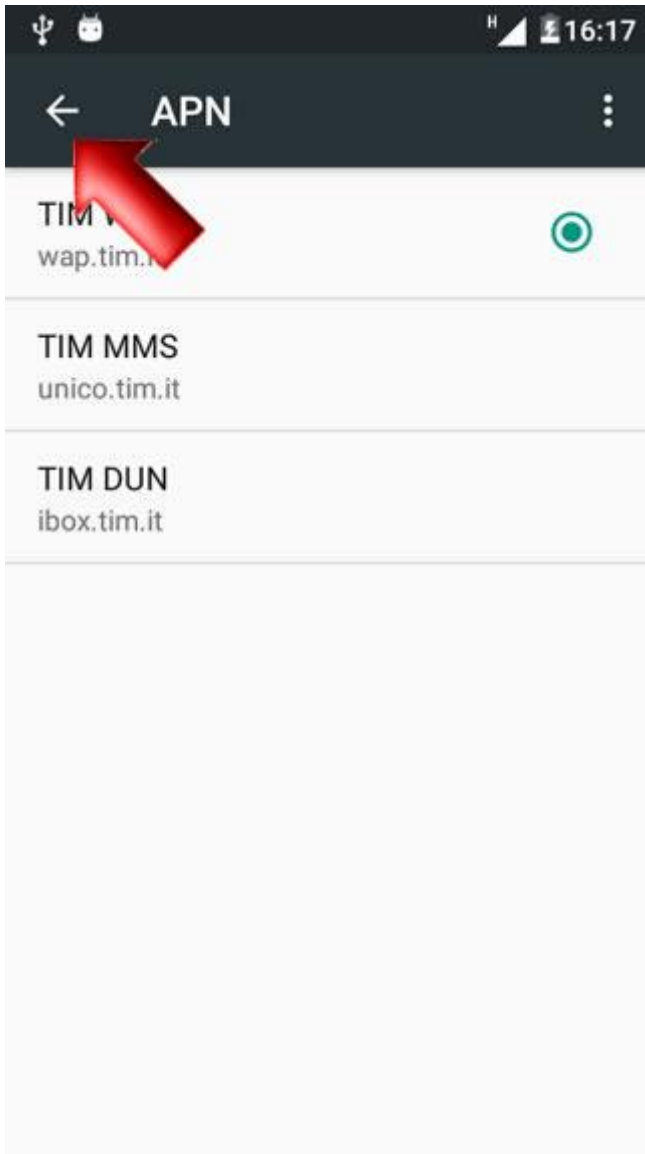 H 16:17
APN
TIM
wap.tim.
TIM MMS
unico.tim.it
TIM DUN
ibox.tim.it